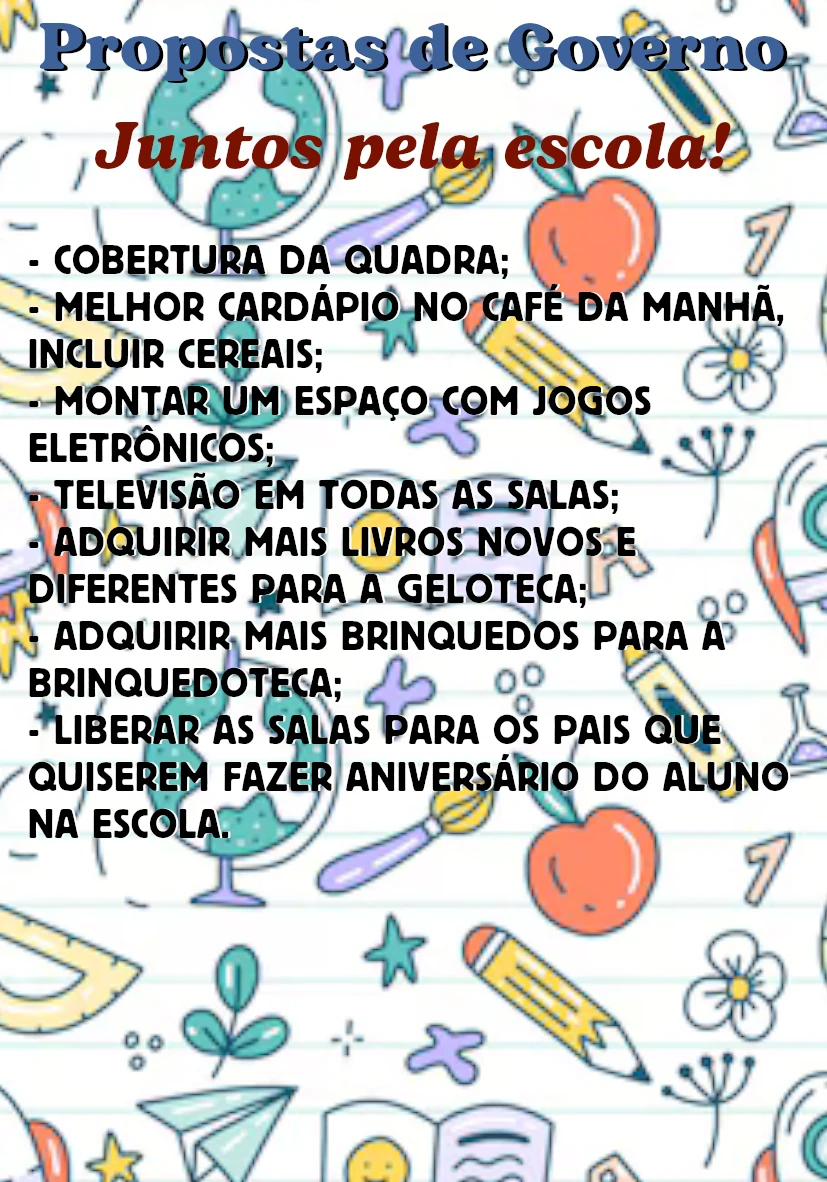 Propostas de Governo
Juntos pela escola!
- COBERTURA DA QUADRA;
- MELHOR CARDÁPIO NO CAFÉ DA MANHÃ,
INCLUIR CEREAIS;
- MONTAR UM ESPAÇO COM JOGOS
ELETRÔNICOS;
- TELEVISÃO EM TODAS AS SALAS;
- ADQUIRIR MAIS LIVROS NOVOS E
DIFERENTES PARA A GELOTECA;
- ADQUIRIR MAIS BRINQUEDOS PARA A
BRINQUEDOTECA;
- LIBERAR AS SALAS PARA OS PAIS QUE
QUISEREM FAZER ANIVERSÁRIO DO ALUNO
NA ESCOLA.